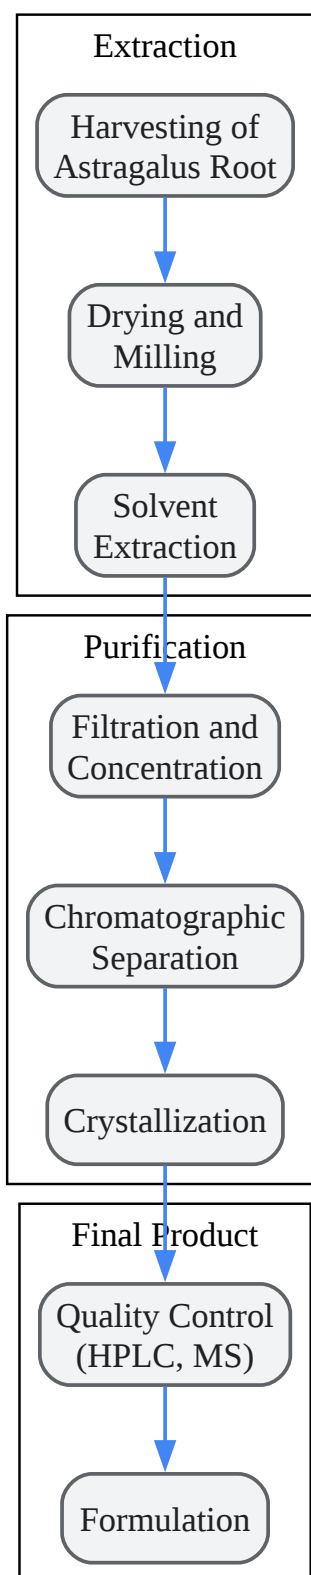 Extraction
Harvesting of
Astragalus Root
Drying and
Milling
Solvent
Extraction
Purification
Filtration and
Concentration
Chromatographic
Separation
Crystallization
Final Product
Quality Control
(HPLC, MS)
Formulation